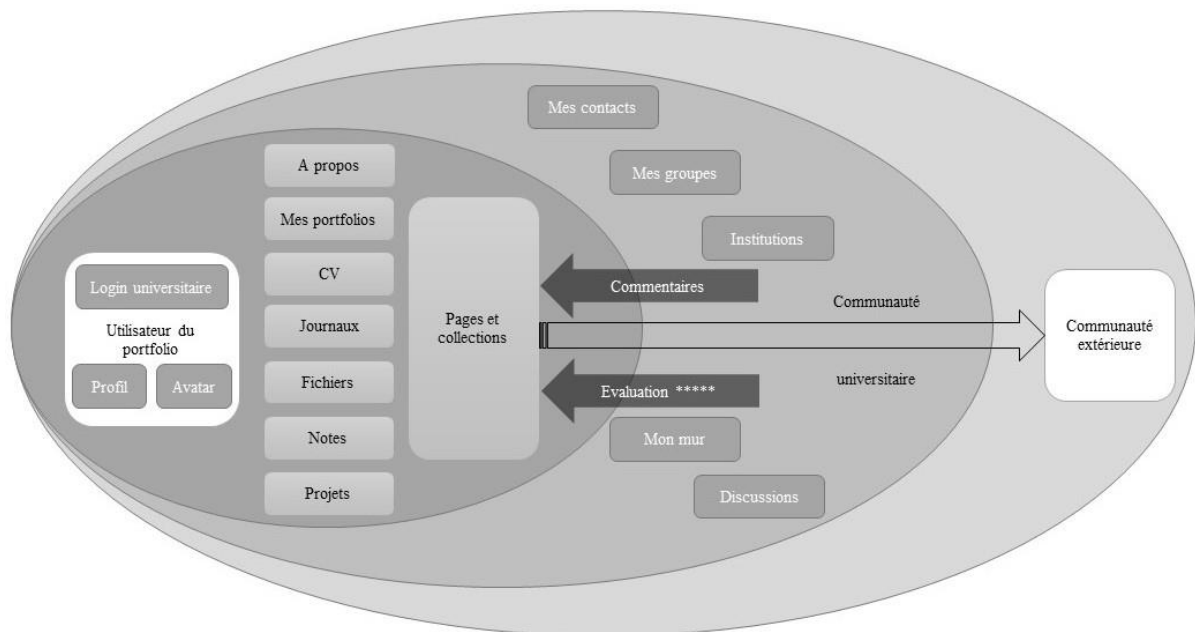 Mes contacts
Mes groupes
Institutions
A propos
Mes portfolios
CV
Journaux
Fichiers
Notes
Projets
Login universitaire
Utilisateur du
portfolio
Profil
Avatar
Pages et
collections
Commentaires
Evaluation *****
Communauté
universitaire
Mon mur
Discussions
Communauté
extérieure